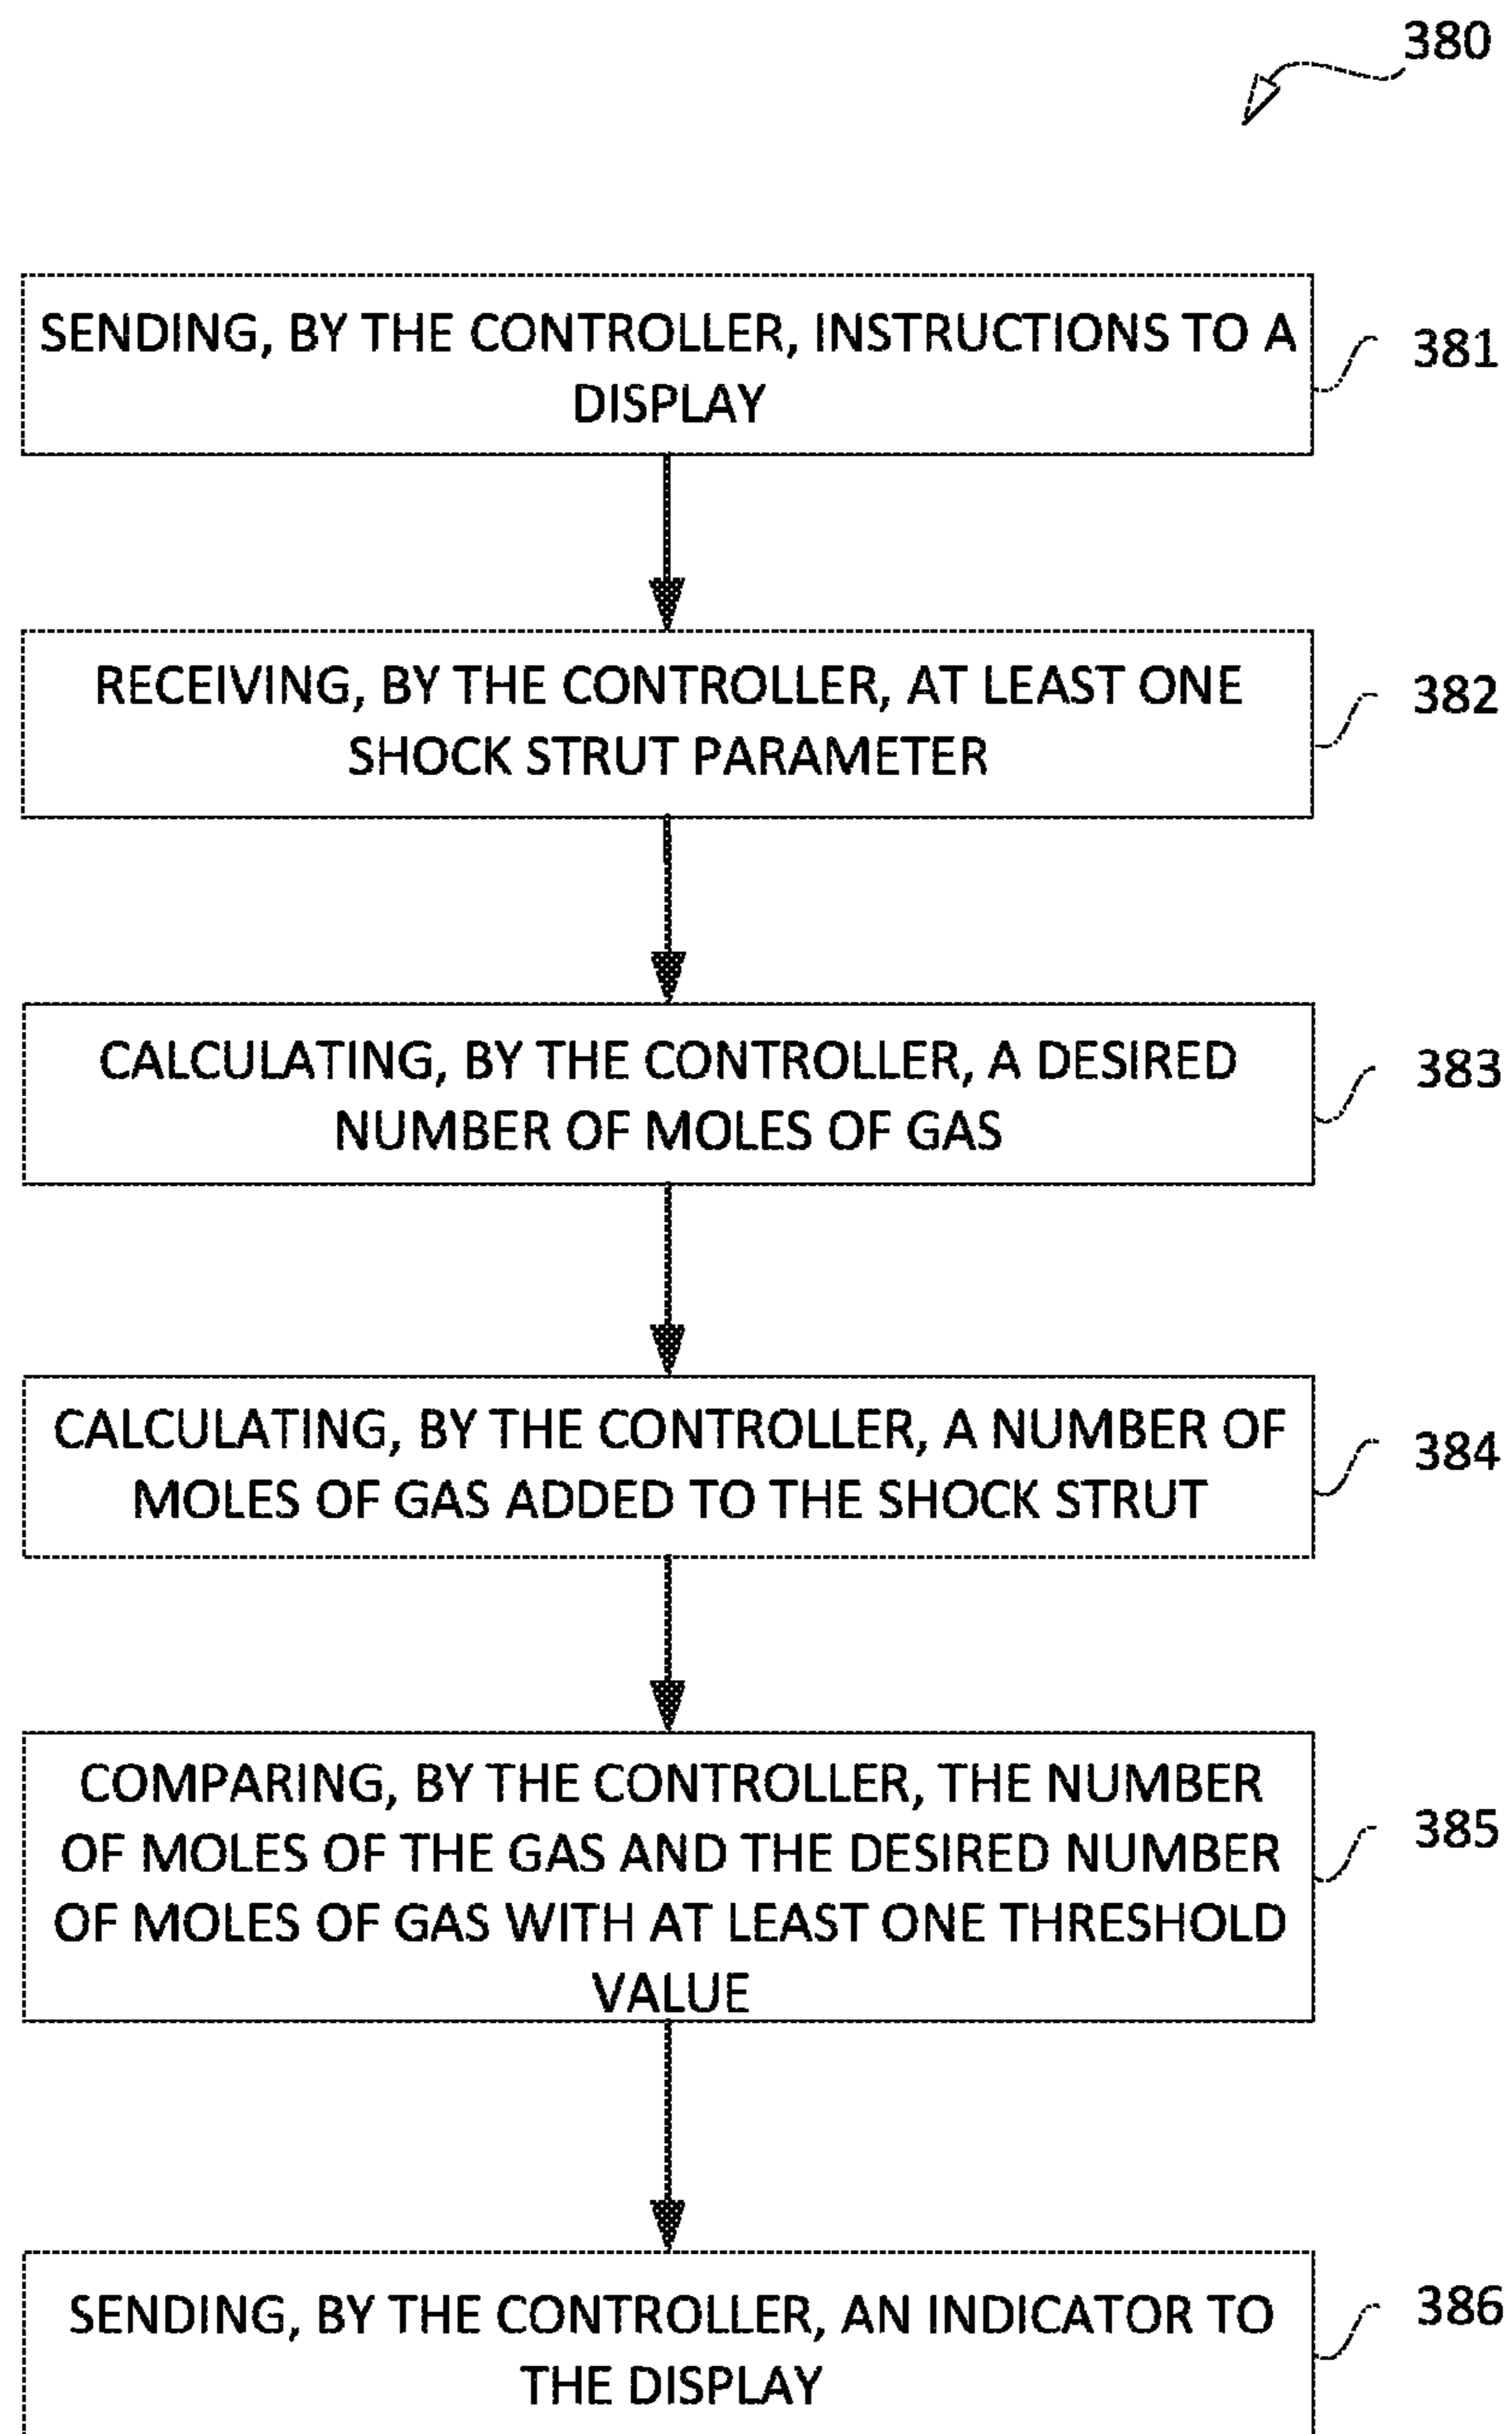 380
SENDING, BY THE CONTROLLER, INSTRUCTIONS TO A
DISPLAY
381
RECEIVING, BY THE CONTROLLER, AT LEAST ONE
SHOCK STRUT PARAMETER
382
CALCULATING, BY THE CONTROLLER, A DESIRED
NUMBER OF MOLES OF GAS
383
CALCULATING, BY THE CONTROLLER, A NUMBER OF
MOLES OF GAS ADDED TO THE SHOCK STRUT
384
COMPARING, BY THE CONTROLLER, THE NUMBER
OF MOLES OF THE GAS AND THE DESIRED NUMBER
OF MOLES OF GAS WITH AT LEAST ONE THRESHOLD
VALUE
385
SENDING, BY THE CONTROLLER, AN INDICATOR TO
THE DISPLAY
386